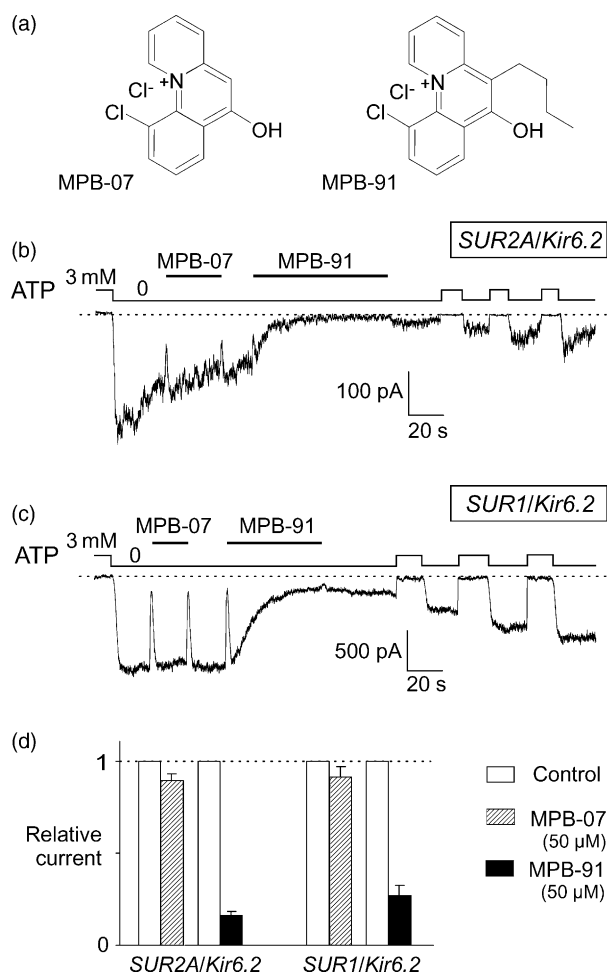 (a)
Cl⁻ +N
Cl
OH
MPB-07
Cl⁻ +N
Cl
OH
MPB-91
(b)
SUR2A/Kir6.2
MPB-07 MPB-91
ATP 3 mM 0
100 pA
20 s
(c)
SUR1/Kir6.2
MPB-07 MPB-91
ATP 3 mM 0
500 pA
20 s
(d)
1
Relative
current
0
SUR2A/Kir6.2 SUR1/Kir6.2
Control
MPB-07
(50 µM)
MPB-91
(50 µM)